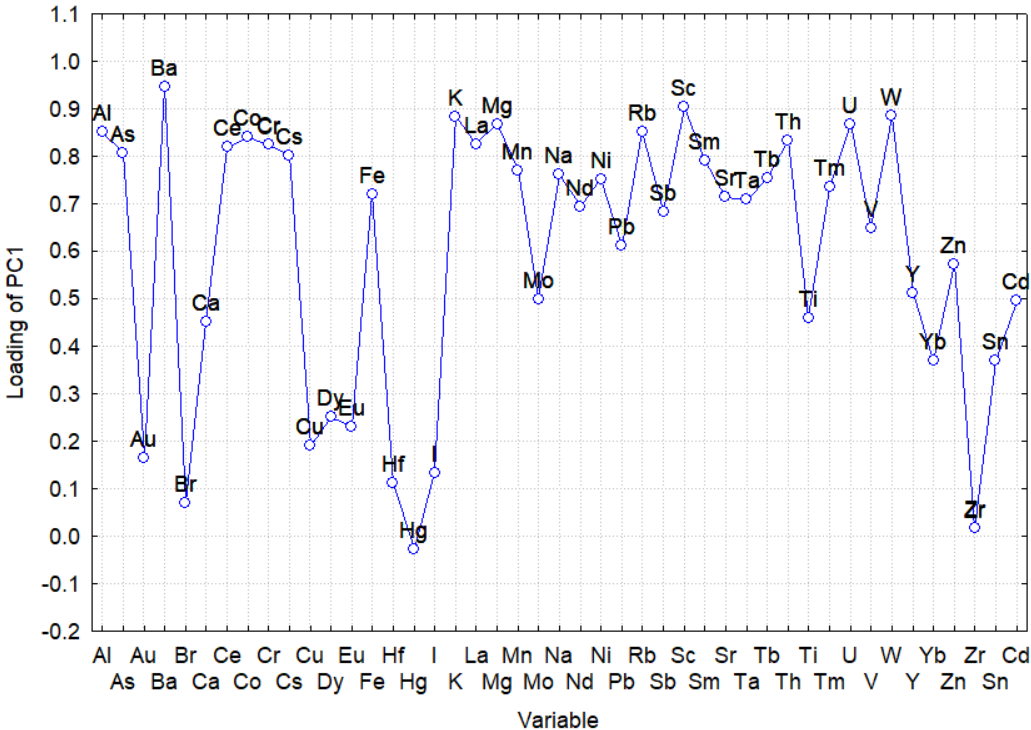 1.1
1.0
0.9
0.8
0.7
0.6
0.5
0.4
0.3
0.2
0.1
0.0
-0.1
-0.2
Loading of PC1
Al
As
Au
Ba
Br
Ca
Ce
Co
Cr
Cs
Cu
Dy
Eu
Fe
Hf
Hg
I
K
La
Mg
Mn
Mo
Na
Nd
Ni
Pb
Rb
Sb
Sc
Sm
Sr
Ta
Tb
Th
Ti
Tm
U
V
W
Y
Yb
Zn
Zr
Sn
Cd
Al Au Br Ce Cr Cu Eu Hf I La Mn Na Ni Rb Sc Sr Tb Ti U W Yb Zr Cd
As Ba Ca Co Cs Dy Fe Hg K Mg Mo Nd Pb Sb Sm Ta Th Tm V Y Zn Sn
Variable